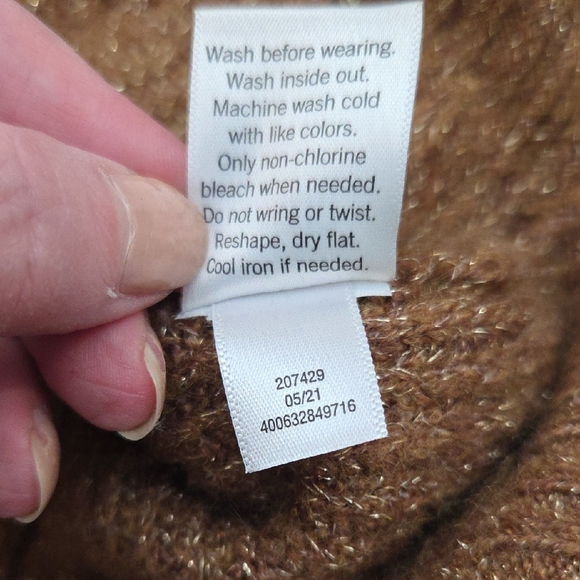 Wash before wearing.
Wash inside out.
Machine wash cold
with like colors.
Only non-chlorine
bleach when needed.
Do not wring or twist.
Reshape, dry flat.
Cool iron if needed.
207429
05/21
400632849716